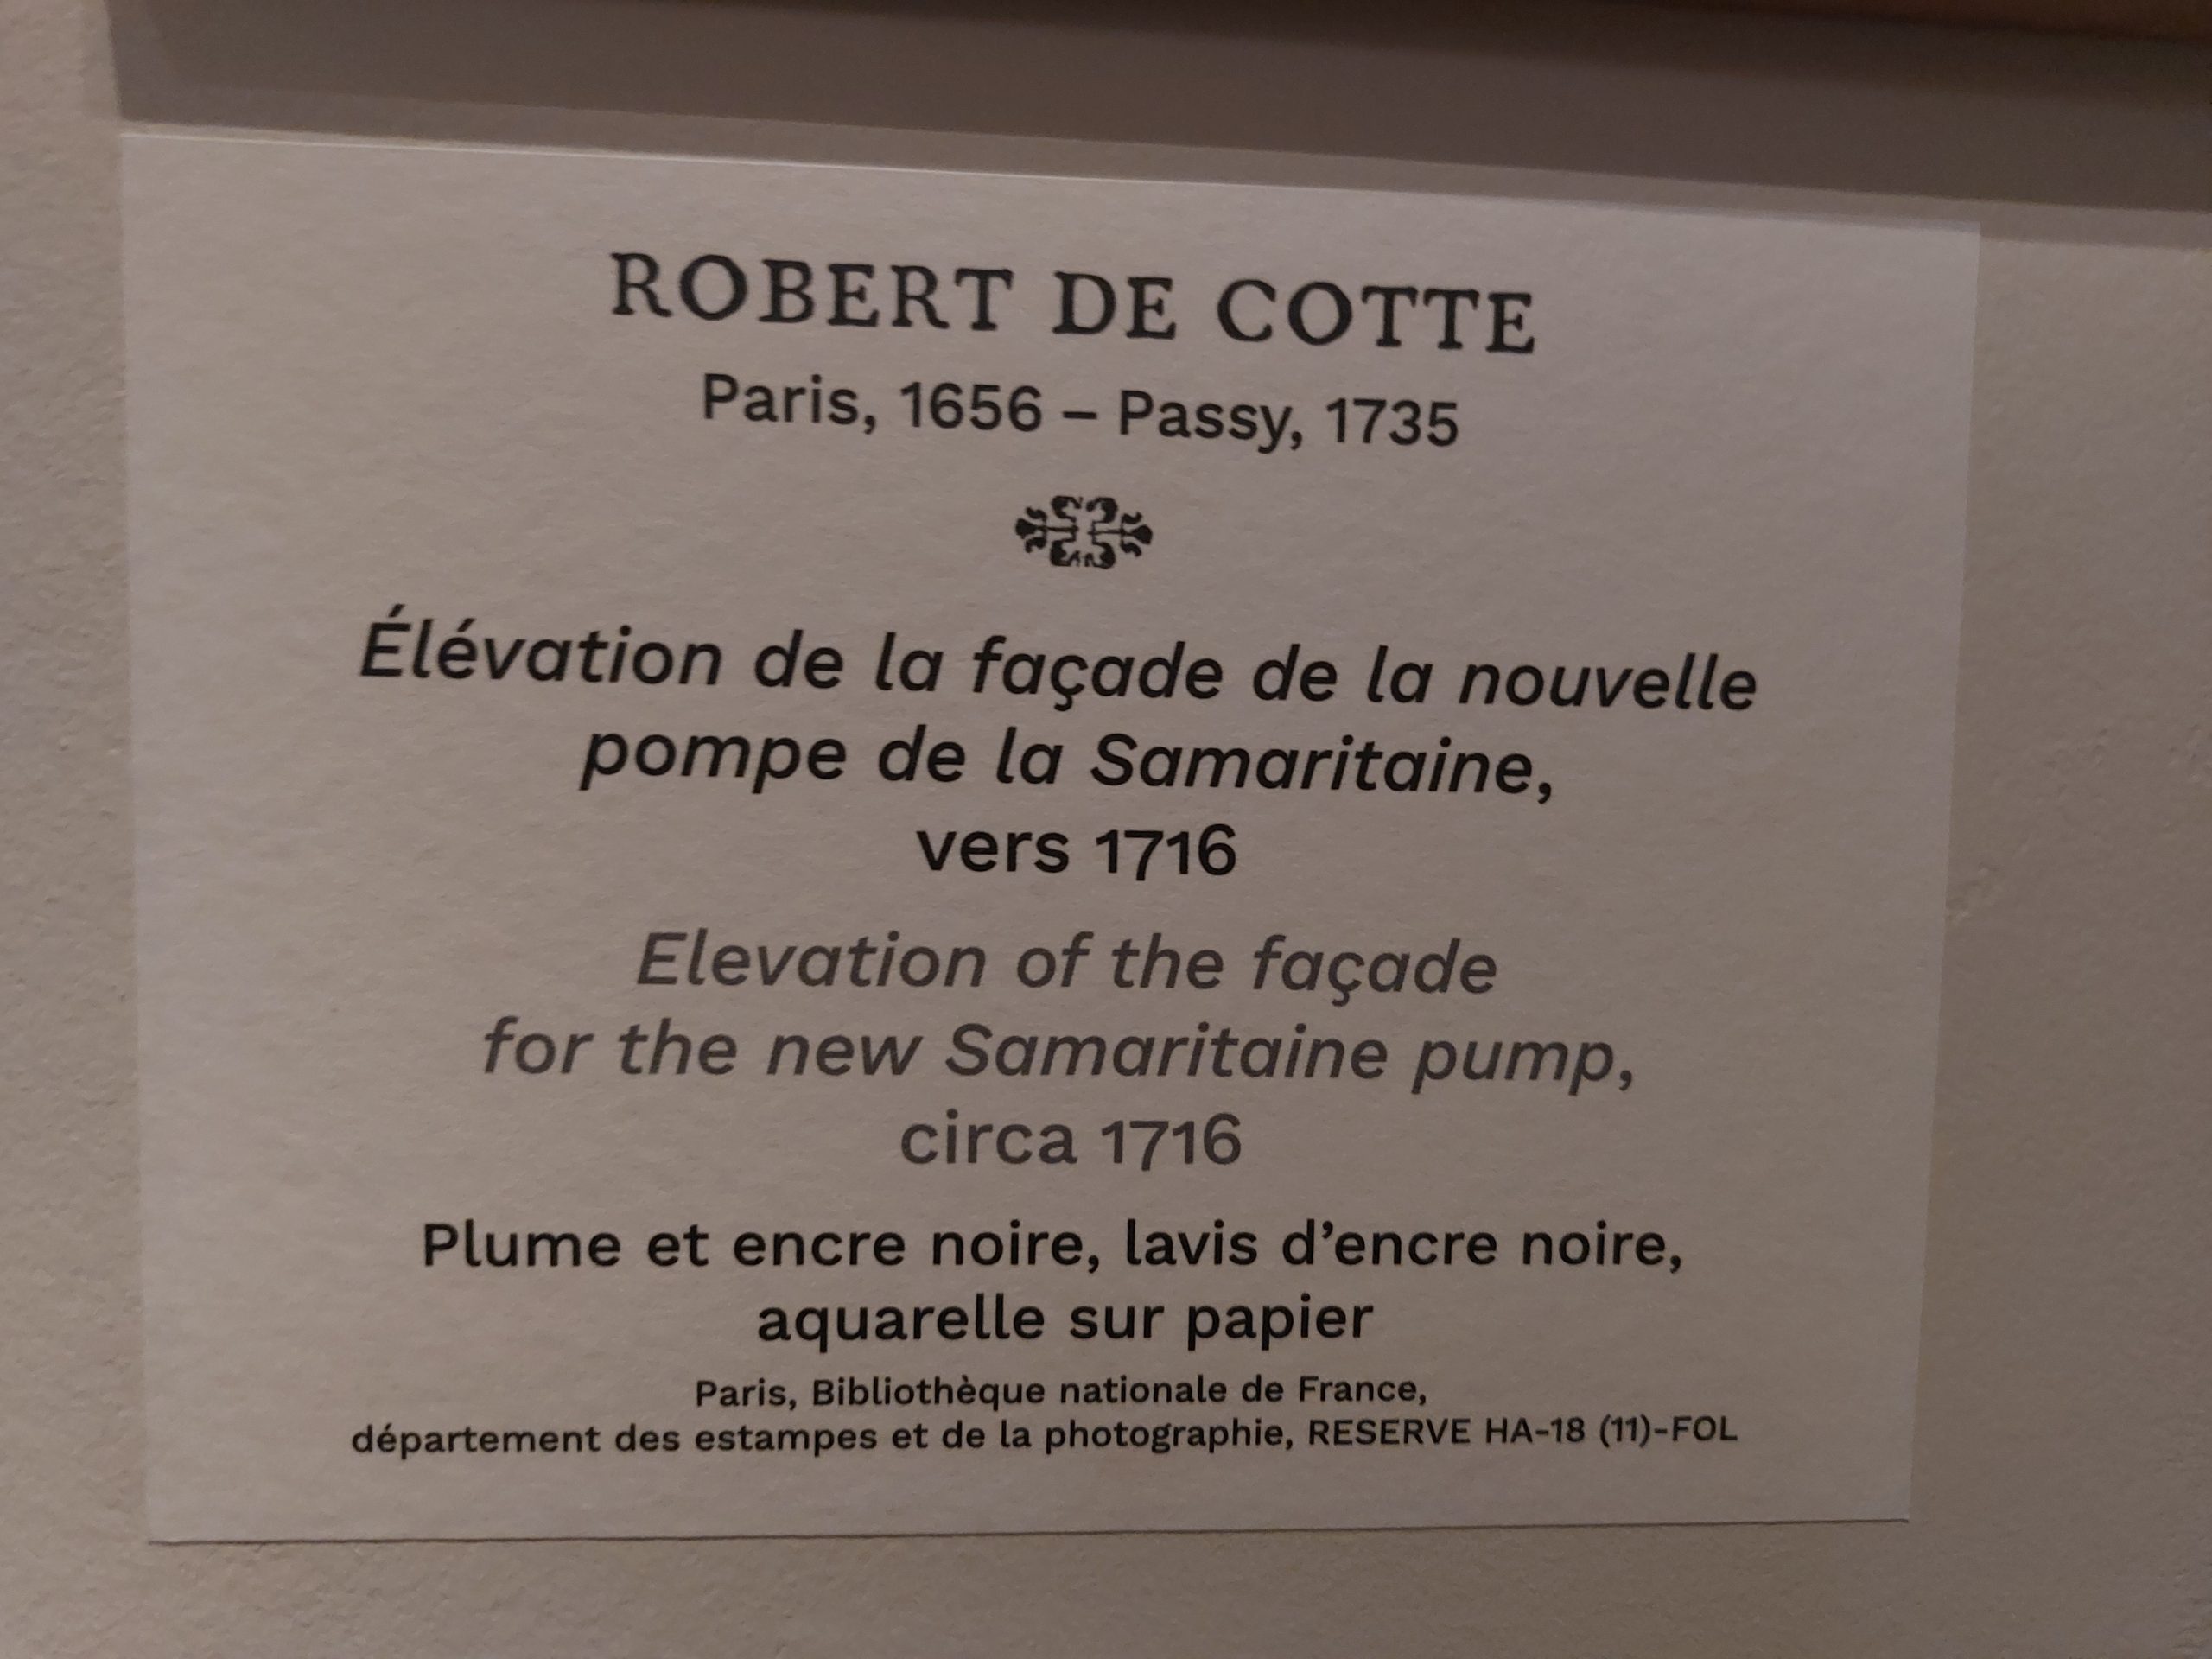 ROBERT DE COTTE
Paris, 1656 – Passy, 1735
Élévation de la façade de la nouvelle
pompe de la Samaritaine,
vers 1716
Elevation of the façade
for the new Samaritaine pump,
circa 1716
Plume et encre noire, lavis d’encre noire,
aquarelle sur papier
Paris, Bibliothèque nationale de France,
département des estampes et de la photographie, RESERVE HA-18 (11)-FOL